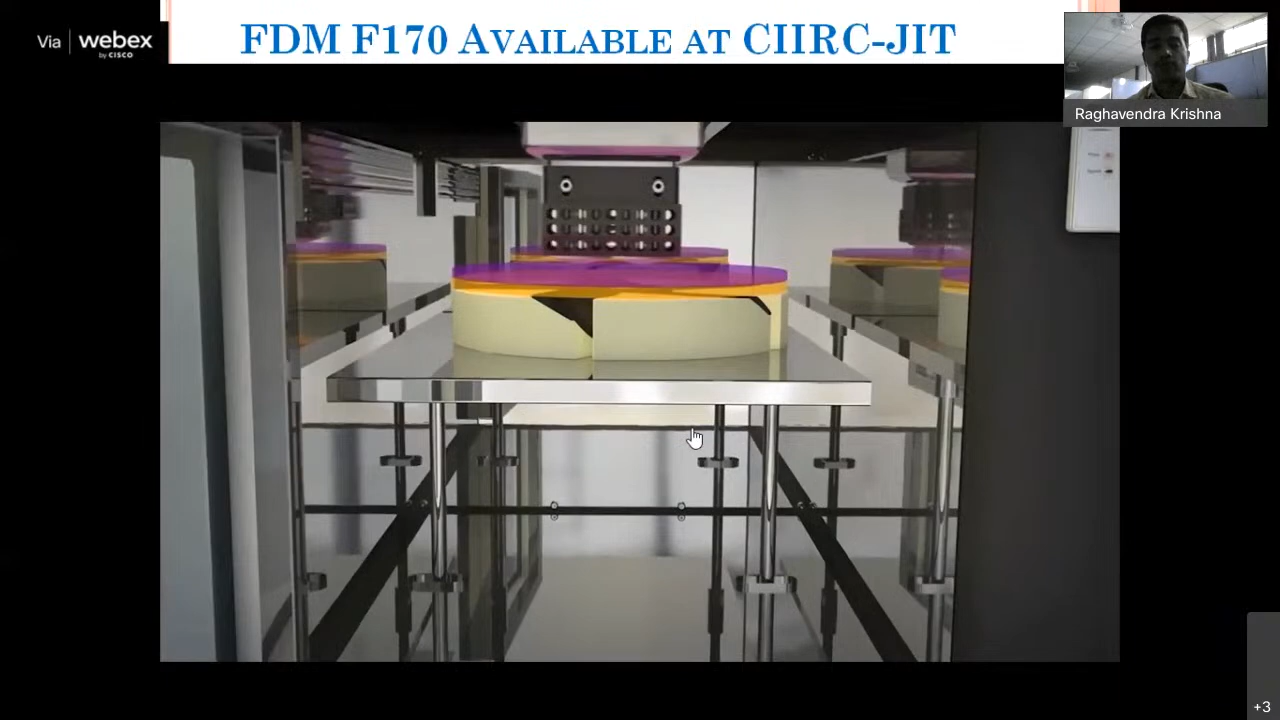 Via webex
by CISCO
FDM F170 AVAILABLE AT CIIRC-JIT
Raghavendra Krishna
+3